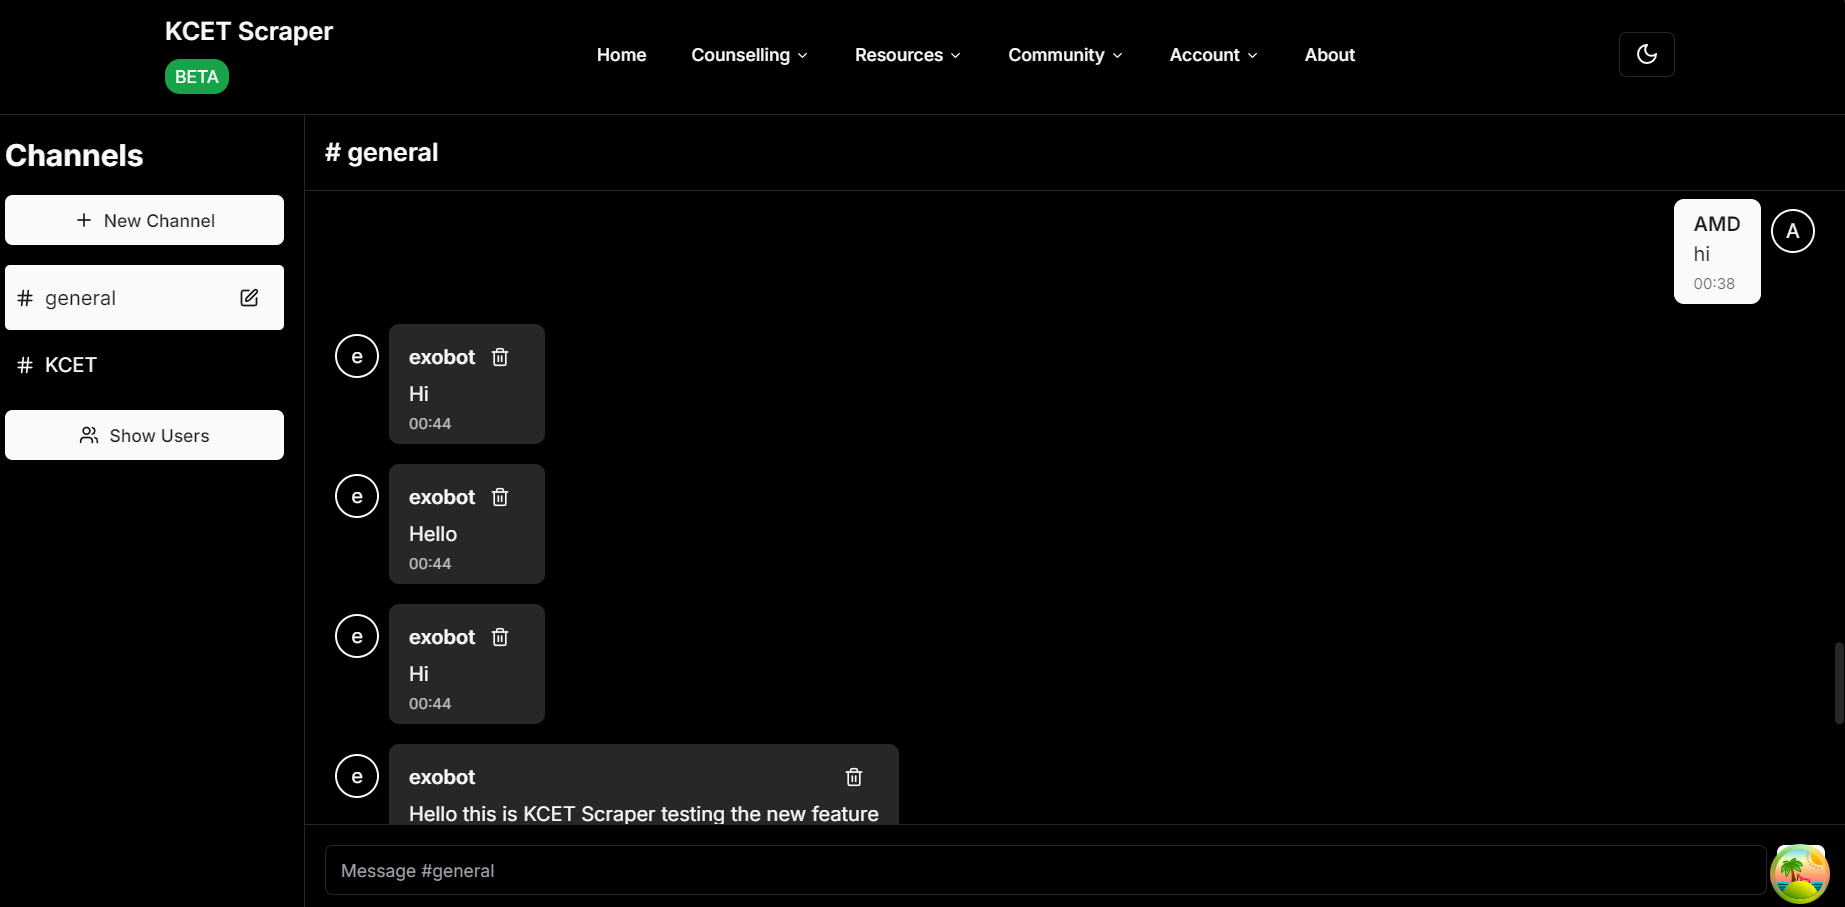 KCET Scraper
BETA
Home
Counselling
Resources
Community
Account
About
Channels
New Channel
# general
# KCET
Show Users
# general
AMD
hi
00:38
A
e
exobot
Hi
00:44
e
exobot
Hello
00:44
e
exobot
Hi
00:44
e
exobot
Hello this is KCET Scraper testing the new feature
Message #general